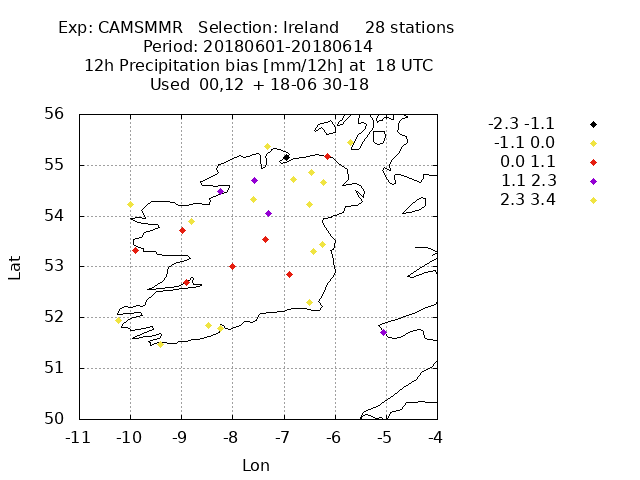 Exp: CAMSMMR Selection: Ireland 28 stations
Period: 20180601-20180614
12h Precipitation bias [mm/12h] at 18 UTC
Used 00,12 + 18-06 30-18
-2.3 -1.1
-1.1 0.0
0.0 1.1
1.1 2.3
2.3 3.4
56
55
54
53
52
51
50
Lat
-11 -10 -9 -8 -7 -6 -5 -4
Lon